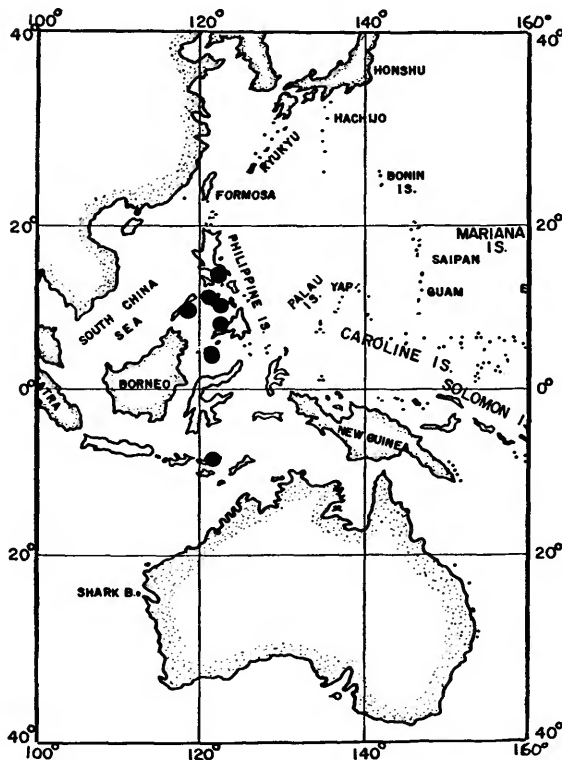 100° 120° 140° 160°
40° 40°
HONSHU
HACHIJO
RYUKYU
BONIN
IS.
FORMOSA
20° 20°
MARIANA
IS.
PHILIPPINE IS.
SAIPAN
PALAU
IS.
YAP
GUAM
SOUTH CHINA
SEA
CAROLINE IS.
SOLOMON I
BORNEO
ATRA
0° 0°
NEW GUINEA
20° 20°
SHARK B.
40° 40°
100° 120° 140° 160°